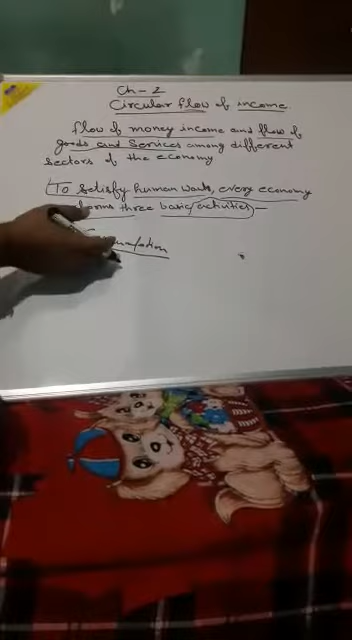 Ch-2
Circular flow of income.
flow of money income and flow of
goods and services among different
sectors of the economy
To satisfy human wants, every economy
three basic activities-